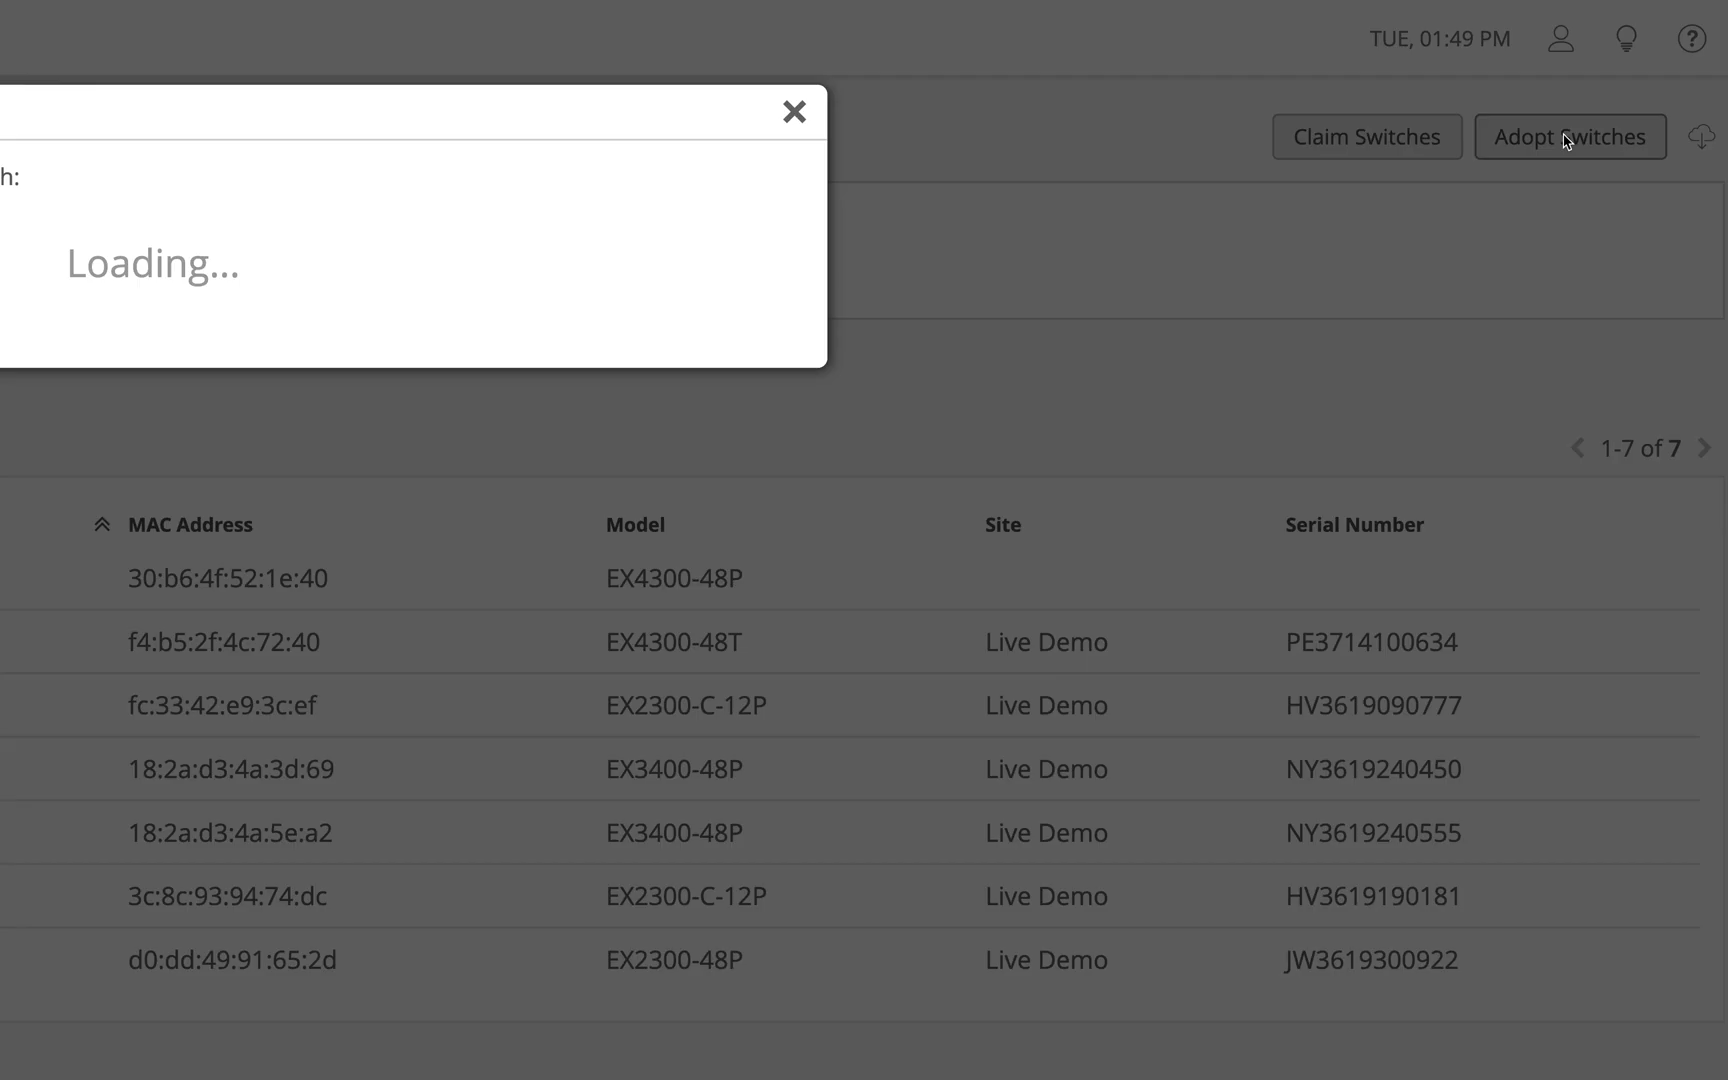 TUE, 01:49 PM
Claim Switches
Adopt Switches
h:
Loading...
1-7 of 7
MAC Address Model Site Serial Number
30:b6:4f:52:1e:40 EX4300-48P
f4:b5:2f:4c:72:40 EX4300-48T Live Demo PE3714100634
fc:33:42:e9:3c:ef EX2300-C-12P Live Demo HV3619090777
18:2a:d3:4a:3d:69 EX3400-48P Live Demo NY3619240450
18:2a:d3:4a:5e:a2 EX3400-48P Live Demo NY3619240555
3c:8c:93:94:74:dc EX2300-C-12P Live Demo HV3619190181
d0:dd:49:91:65:2d EX2300-48P Live Demo JW3619300922